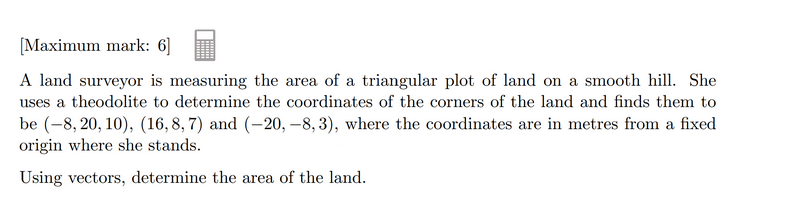 [Maximum mark: 6]
A land surveyor is measuring the area of a triangular plot of land on a smooth hill. She
uses a theodolite to determine the coordinates of the corners of the land and finds them to
be (−8, 20, 10), (16, 8, 7) and (−20, −8, 3), where the coordinates are in metres from a fixed
origin where she stands.
Using vectors, determine the area of the land.